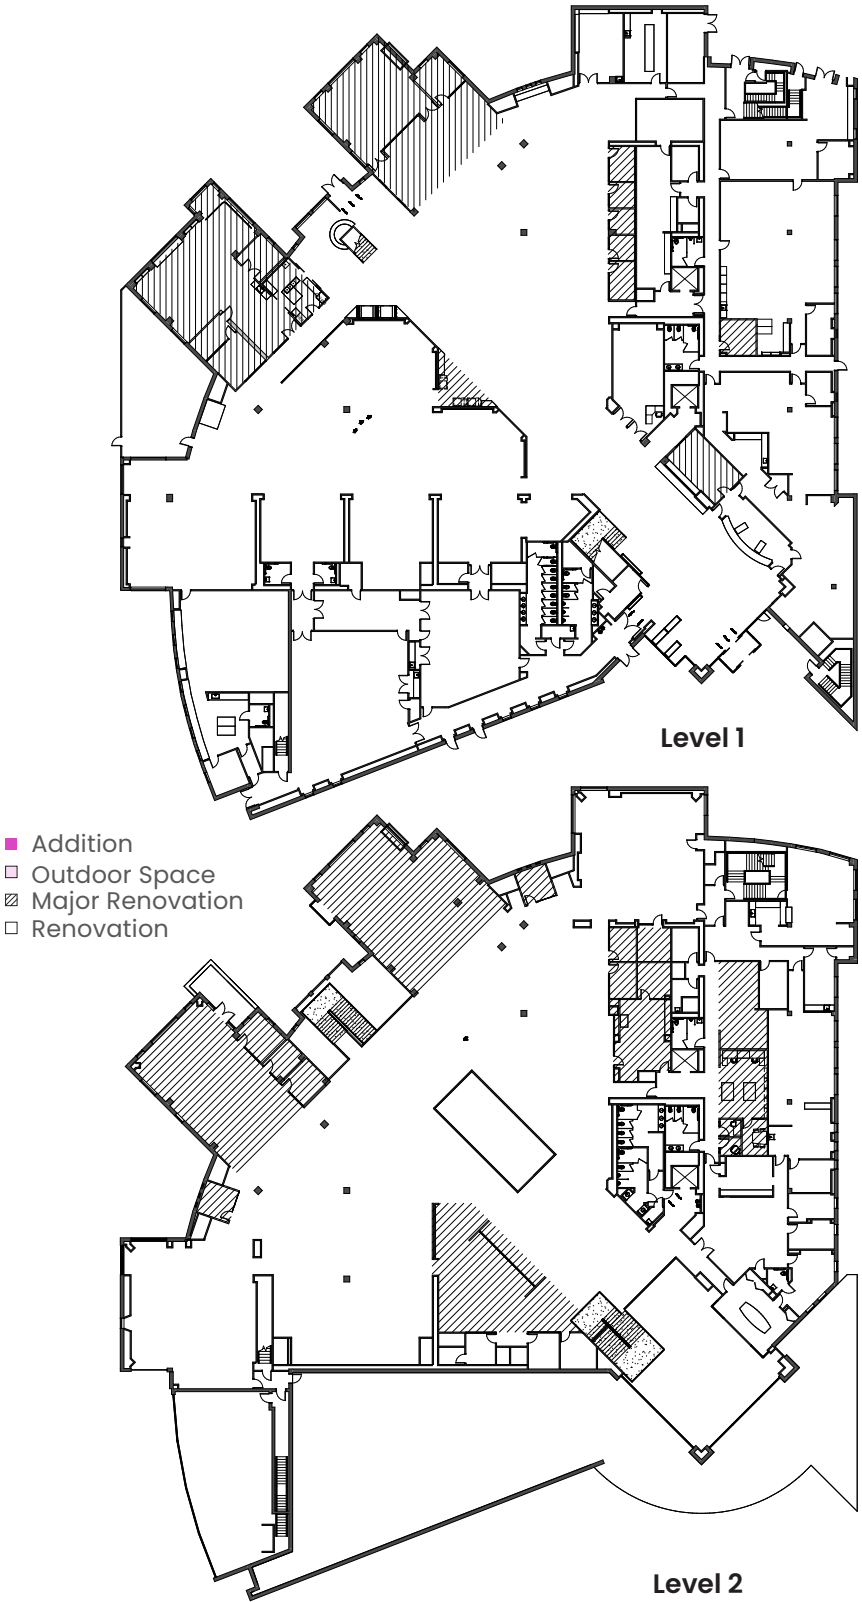 Level 1
Addition
Outdoor Space
Major Renovation
Renovation
Level 2